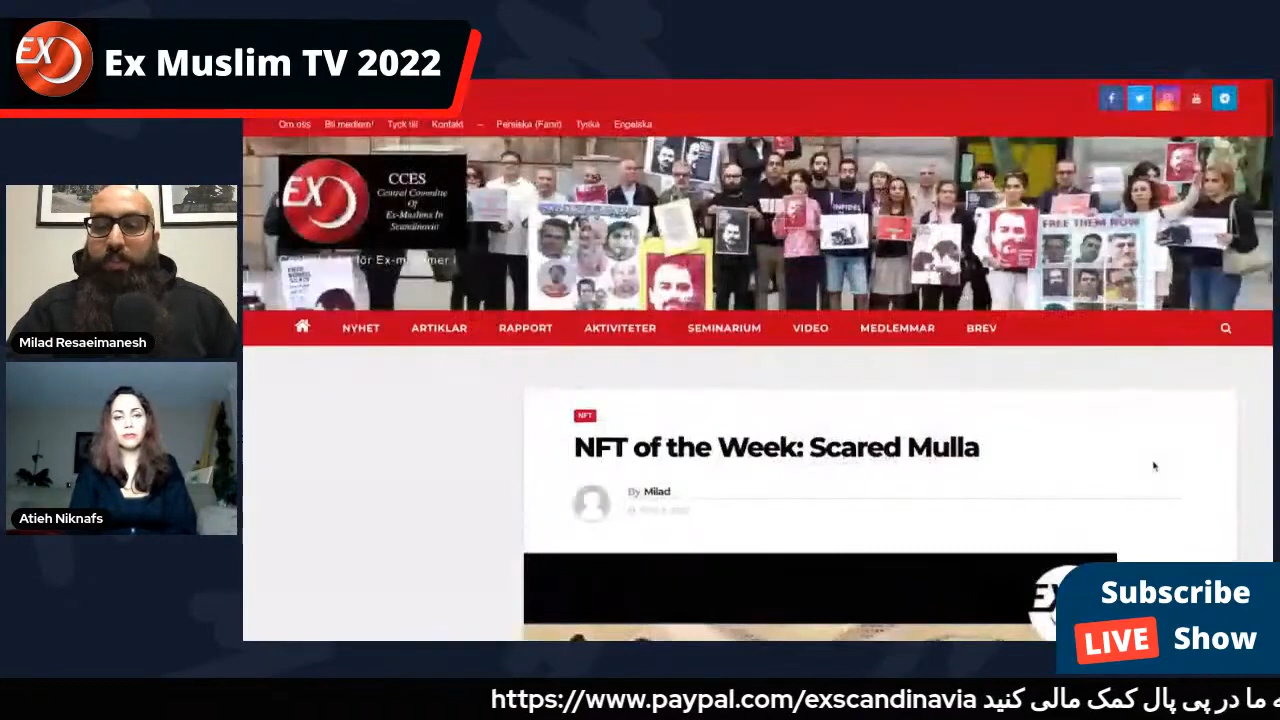 EX Ex Muslim TV 2022
Om oss Bli medlem! Tyck till Kontakt – Persiska (Farsi) Tyska Engelska
EX
CCES
Central Committe
Of
Ex-Muslims In
Scandinavia
INFIDEL
FREE THEM NOW
NYHET ARTIKLAR RAPPORT AKTIVITETER SEMINARIUM VIDEO MEDLEMMAR BREV
Milad Resaeimanesh
Atieh Niknafs
NFT
NFT of the Week: Scared Mulla
By Milad
EX
Subscribe
LIVE Show
ه ما در پی پال کمک مالی کنید https://www.paypal.com/exscandinavia